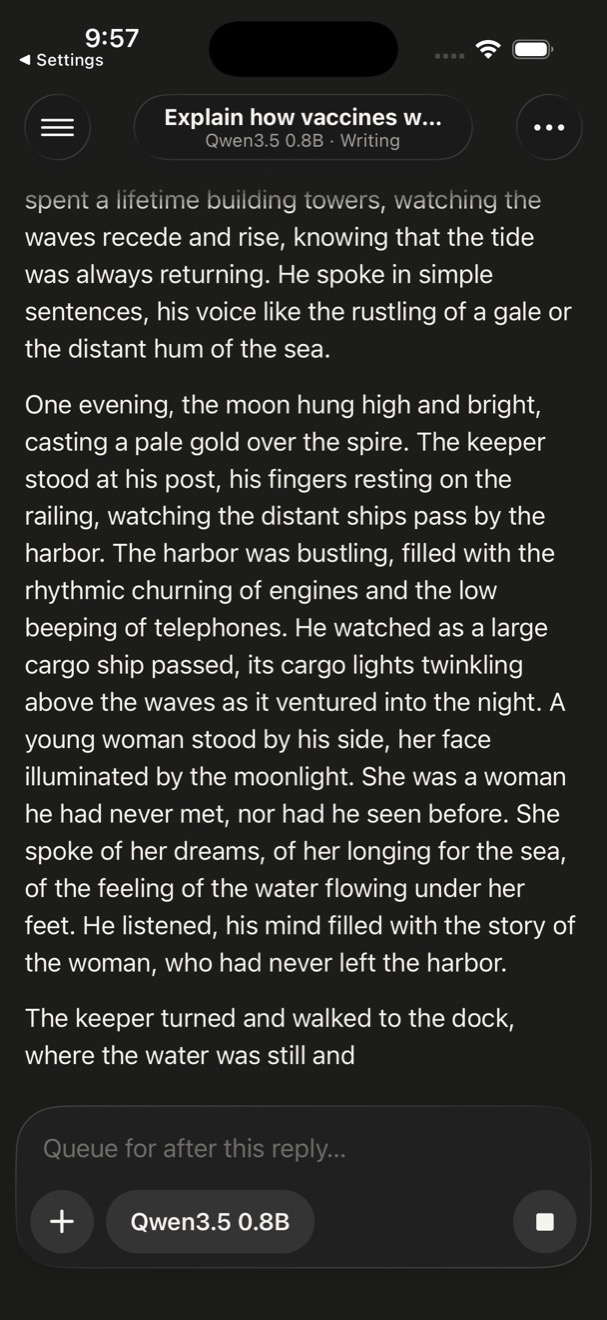 9:57
◀ Settings
Explain how vaccines w...
Qwen3.5 0.8B · Writing
spent a lifetime building towers, watching the
waves recede and rise, knowing that the tide
was always returning. He spoke in simple
sentences, his voice like the rustling of a gale or
the distant hum of the sea.
One evening, the moon hung high and bright,
casting a pale gold over the spire. The keeper
stood at his post, his fingers resting on the
railing, watching the distant ships pass by the
harbor. The harbor was bustling, filled with the
rhythmic churning of engines and the low
beeping of telephones. He watched as a large
cargo ship passed, its cargo lights twinkling
above the waves as it ventured into the night. A
young woman stood by his side, her face
illuminated by the moonlight. She was a woman
he had never met, nor had he seen before. She
spoke of her dreams, of her longing for the sea,
of the feeling of the water flowing under her
feet. He listened, his mind filled with the story of
the woman, who had never left the harbor.
The keeper turned and walked to the dock,
where the water was still and
Queue for after this reply...
Qwen3.5 0.8B